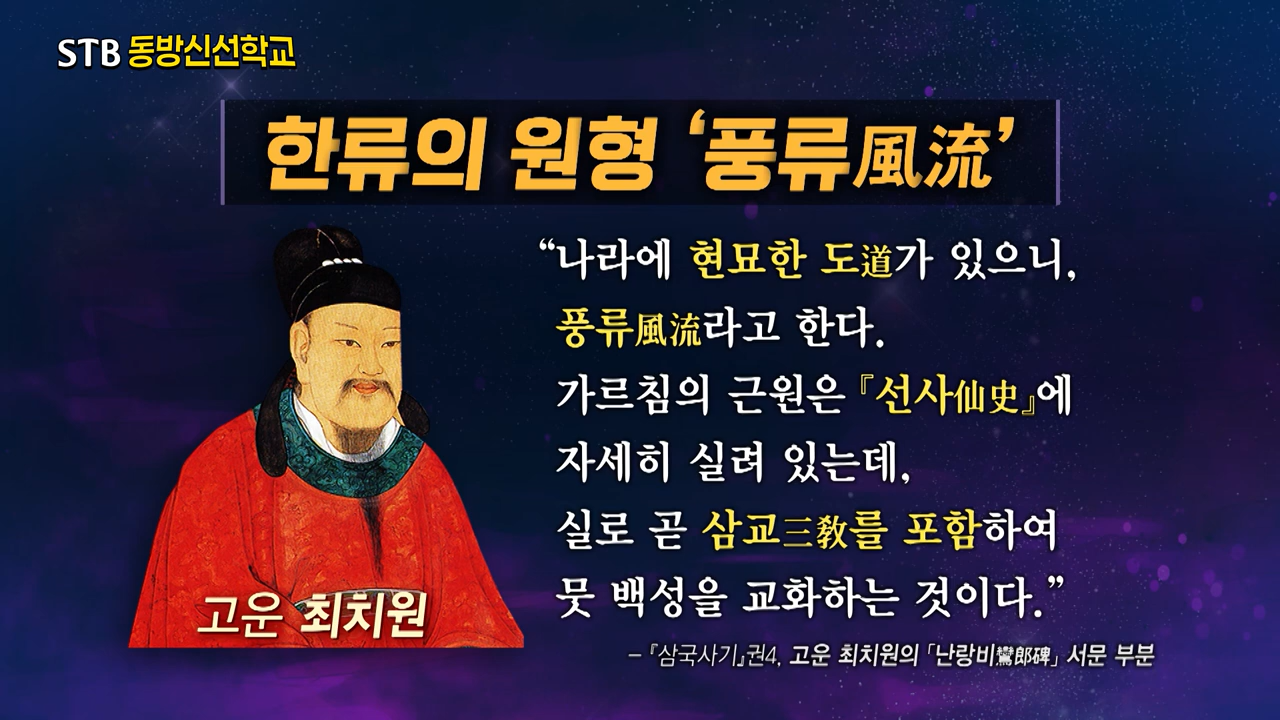 STB 동방신선학교
한류의 원형 ‘풍류風流’
“나라에 현묘한 도道가 있으니,
풍류風流라고 한다.
가르침의 근원은 『선사仙史』에
자세히 실려 있는데,
실로 곧 삼교三敎를 포함하여
뭇 백성을 교화하는 것이다.”
– 『삼국사기』권4, 고운 최치원의 「난랑비鸞郎碑」 서문 부분
고운 최치원